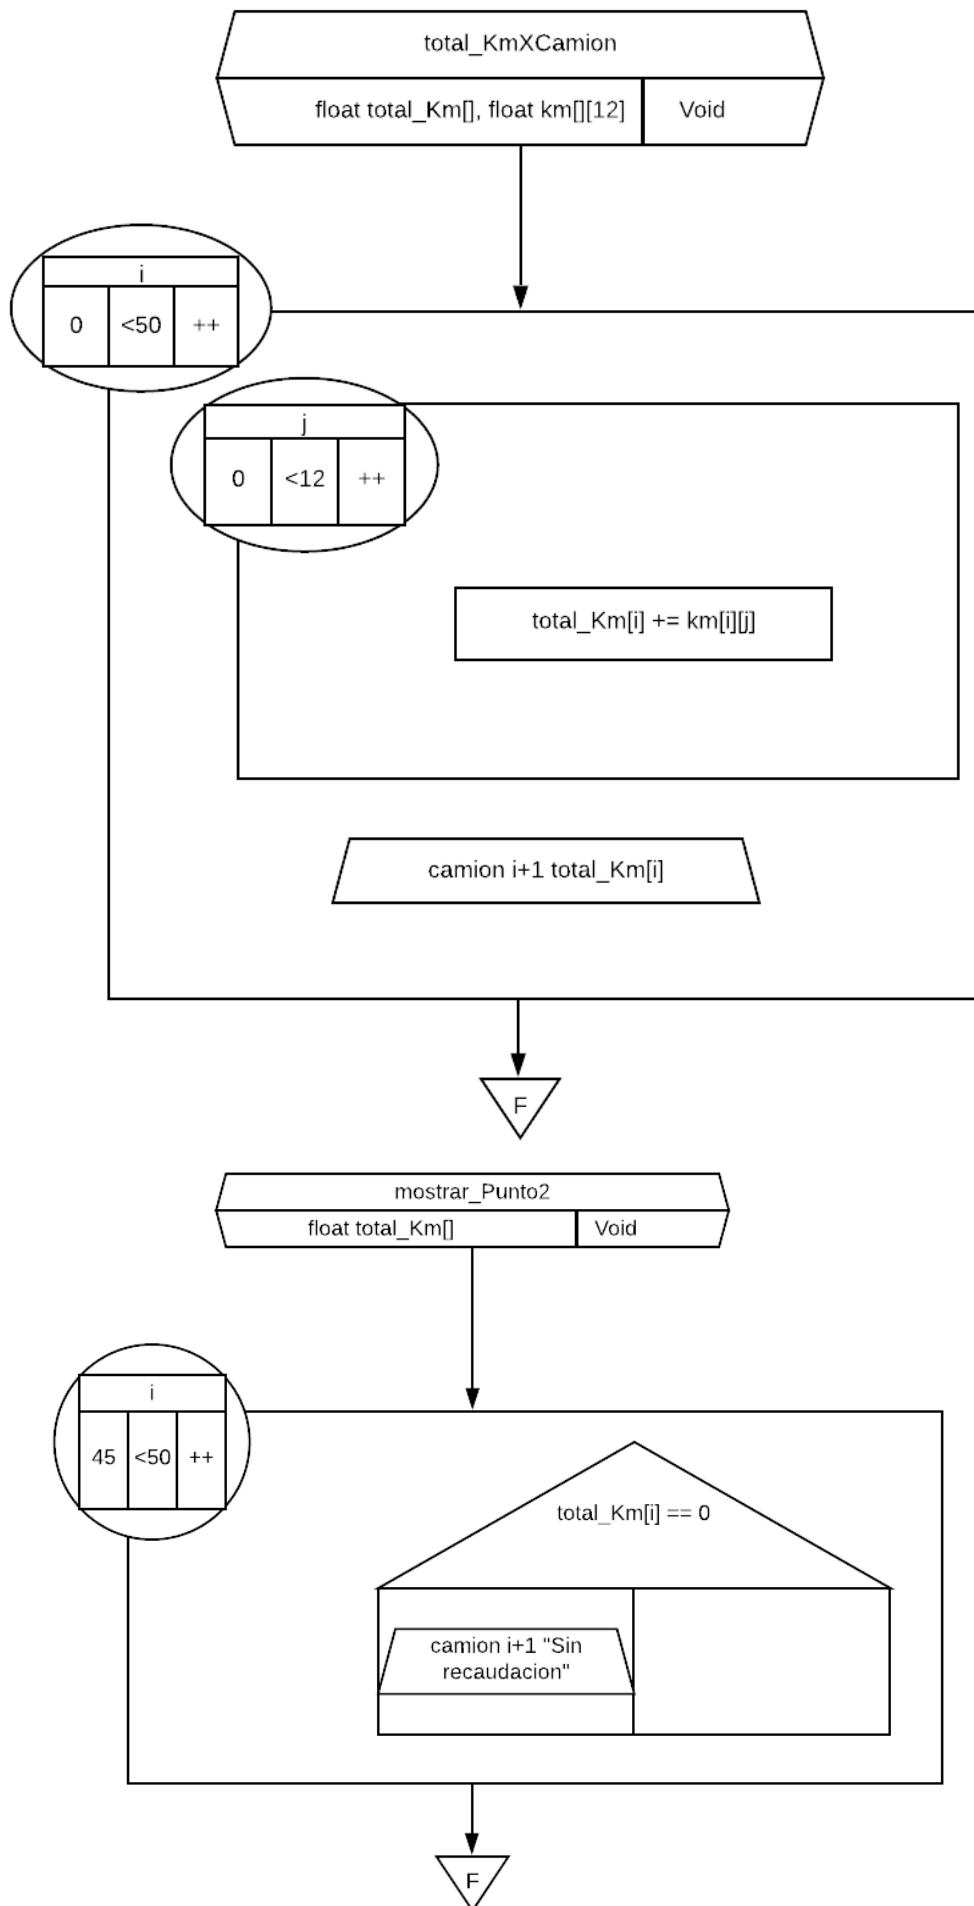 total_KmXCamion
float total_Km[], float km[][12]
Void
i
0
<50
++
j
0
<12
++
total_Km[i] += km[i][j]
camion i+1 total_Km[i]
F
mostrar_Punto2
float total_Km[]
Void
i
45
<50
++
total_Km[i] == 0
camion i+1 "Sin
recaudacion"
F